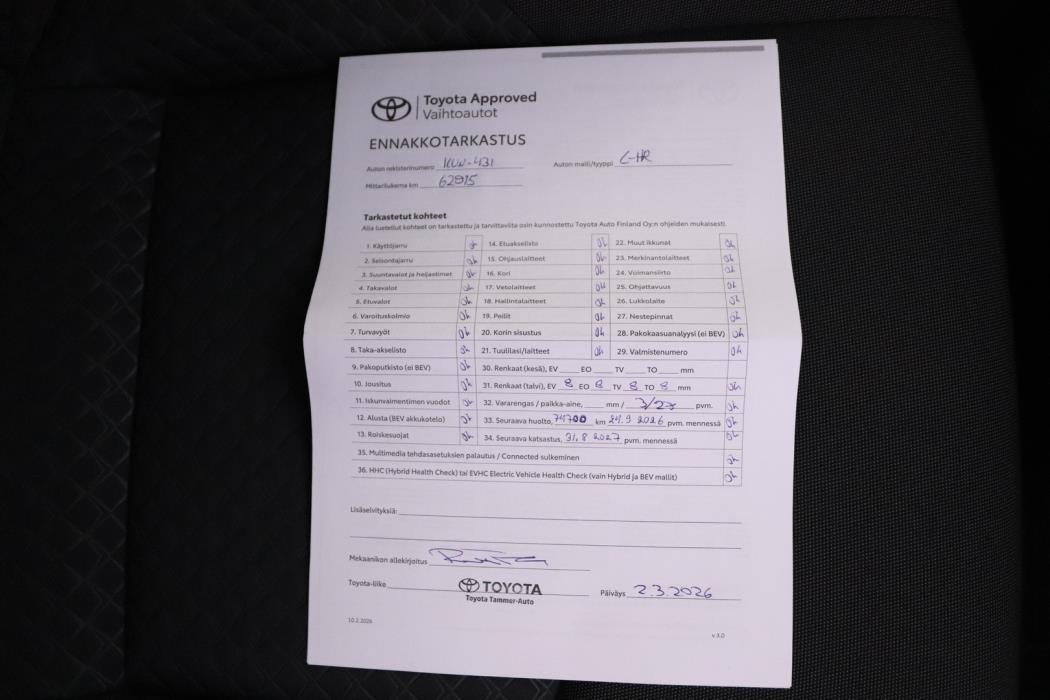 Toyota Approved
Vaihtoautot
ENNAKKOTARKASTUS
Auton rekisterinumero KUW-431 Auton malli/tyyppi C-HR
Mittarilukema km 62915
Tarkastetut kohteet
Alla luetellut kohteet on tarkastettu ja tarvittavilta osin kunnostettu Toyota Auto Finland Oy:n ohjeiden mukaisesti.
1. Käyttöjarru ok 14. Etuakselisto ok 22. Muut ikkunat ok
2. Seisontajarru ok 15. Ohjauslaitteet ok 23. Merkinantolaitteet ok
3. Suuntavalot ja heijastimet ok 16. Kori ok 24. Voimansiirto ok
4. Takavalot ok 17. Vetolaitteet ok 25. Ohjattavuus ok
5. Etuvalot ok 18. Hallintalaitteet ok 26. Lukkolaite ok
6. Varoituskolmio ok 19. Peilit ok 27. Nestepinnat ok
7. Turvavyöt ok 20. Korin sisustus ok 28. Pakokaasuanalyysi (ei BEV) ok
8. Taka-akselisto ok 21. Tuulilasi/laitteet ok 29. Valmistenumero ok
9. Pakoputkisto (ei BEV) ok 30. Renkaat (kesä), EV EO TV TO mm
10. Jousitus ok 31. Renkaat (talvi), EV 8 EO 8 TV 8 TO 8 mm ok
11. Iskunvaimentimen vuodot ok 32. Vararengas / paikka-aine, mm / 7/28 pvm. ok
12. Alusta (BEV akkukotelo) ok 33. Seuraava huolto, 74700 km 24.9 2026 pvm. mennessä ok
13. Roiskesuojat ok 34. Seuraava katsastus, 31.8 2027 pvm. mennessä ok
35. Multimedia tehdasasetuksien palautus / Connected sulkeminen ok
36. HHC (Hybrid Health Check) tai EVHC Electric Vehicle Health Check (vain Hybrid ja BEV mallit) ok
Lisäselvityksiä:
Mekaanikon allekirjoitus
Toyota-liike TOYOTA Päiväys 2.3.2026
Toyota Tammer-Auto
10.2.2026 v 3.0